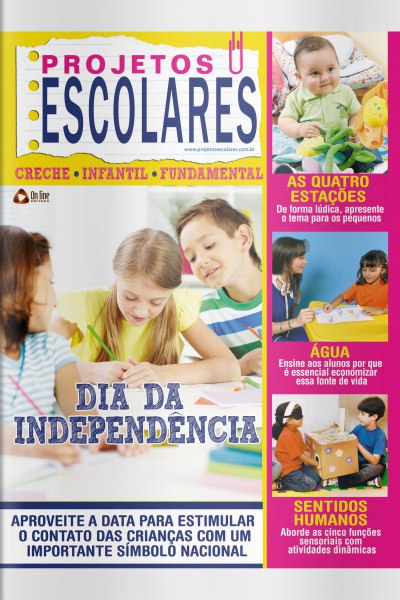 PROJETOS
ESCOLARES
www.projetosescolares.com.br
CRECHE • INFANTIL • FUNDAMENTAL
On line
EDITORA
DIA DA
INDEPENDÊNCIA
APROVEITE A DATA PARA ESTIMULAR
O CONTATO DAS CRIANÇAS COM UM
IMPORTANTE SÍMBOLO NACIONAL
AS QUATRO
ESTAÇÕES
De forma lúdica, apresente
o tema para os pequenos
ÁGUA
Ensine aos alunos por que
é essencial economizar
essa fonte de vida
SENTIDOS
HUMANOS
Aborde as cinco funções
sensoriais com
atividades dinâmicas